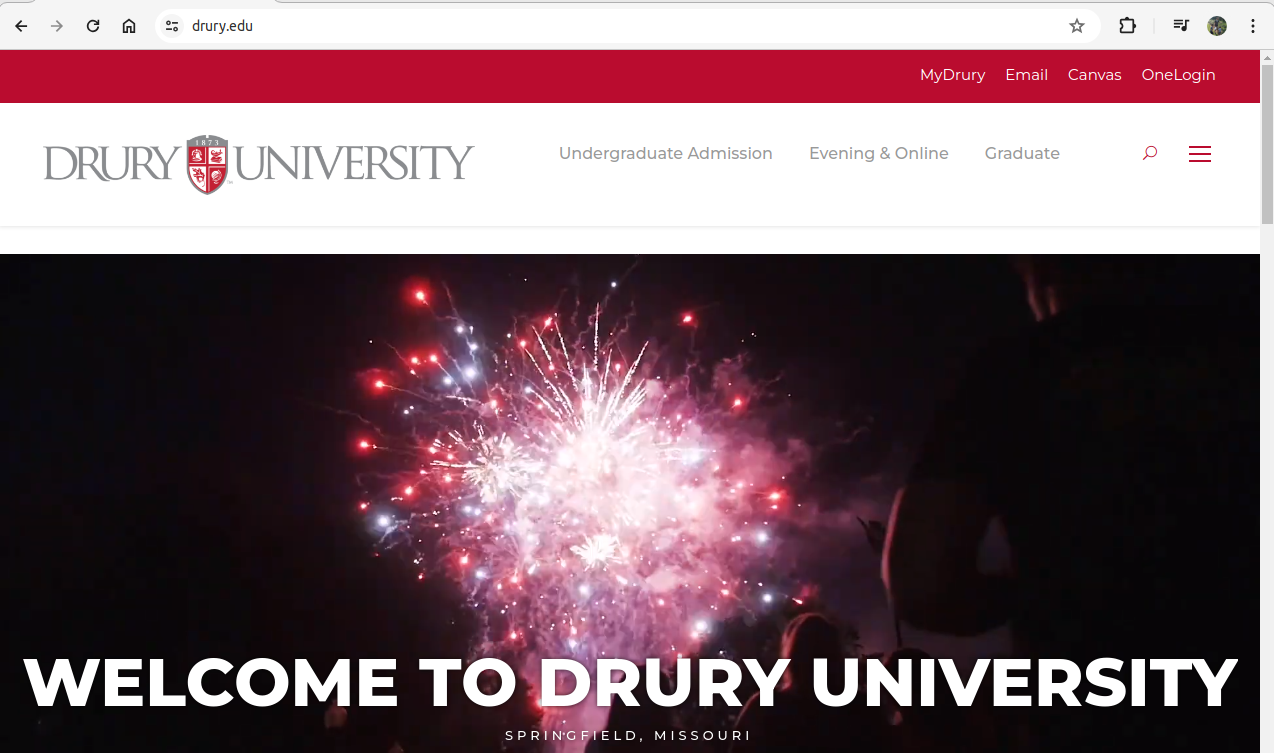 drury.edu
MyDrury Email Canvas OneLogin
DRURY 1873 UNIVERSITY™
Undergraduate Admission Evening & Online Graduate
WELCOME TO DRURY UNIVERSITY
SPRINGFIELD, MISSOURI